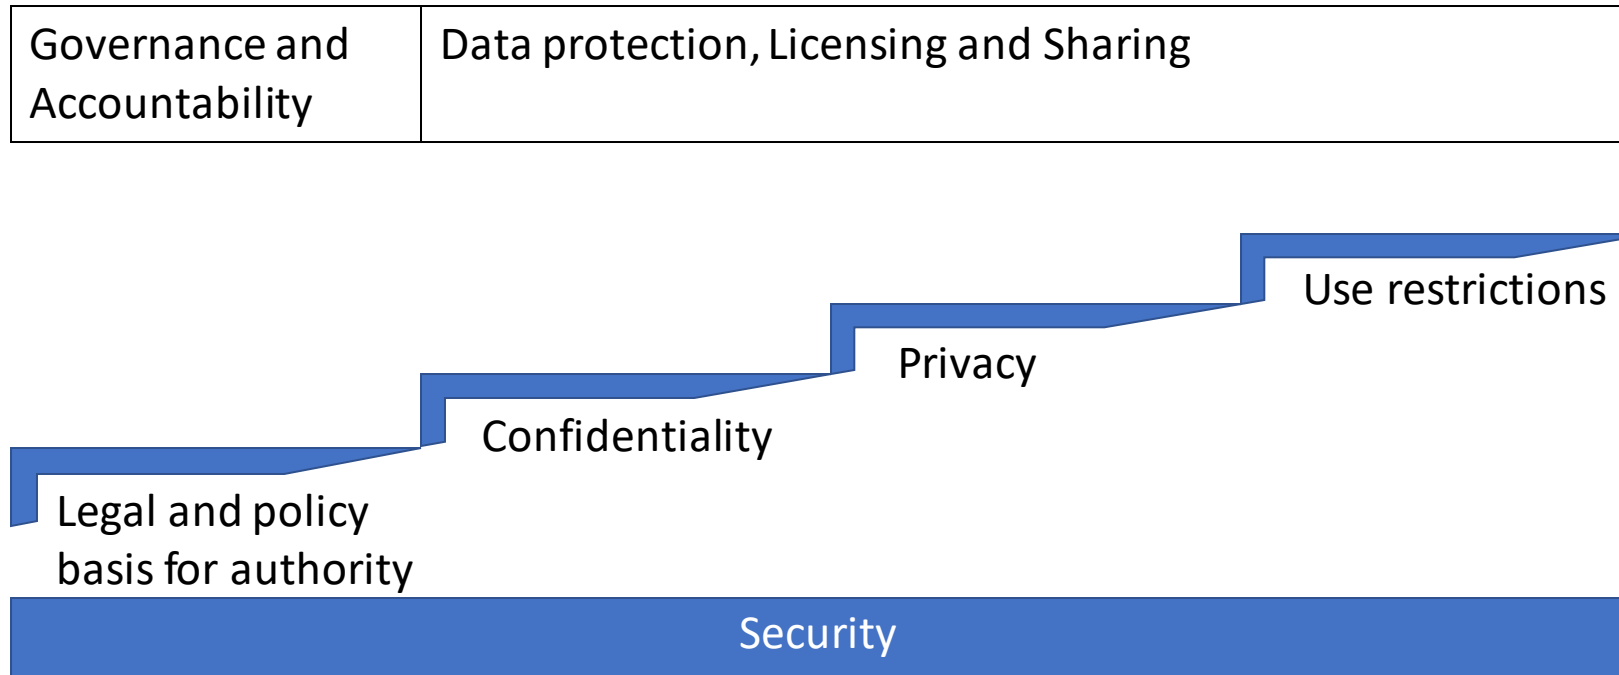 Governance and
Accountability
Data protection, Licensing and Sharing
Use restrictions
Privacy
Confidentiality
Legal and policy
basis for authority
Security